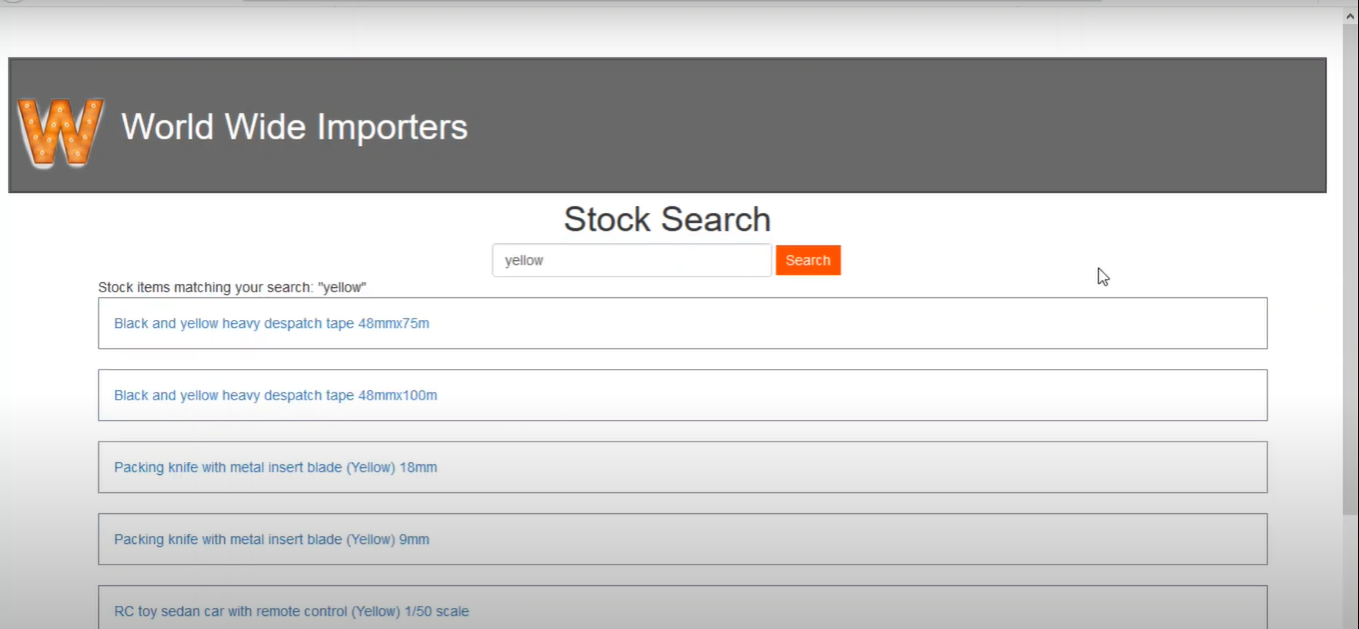 W World Wide Importers
Stock Search
yellow Search
Stock items matching your search: "yellow"
Black and yellow heavy despatch tape 48mmx75m
Black and yellow heavy despatch tape 48mmx100m
Packing knife with metal insert blade (Yellow) 18mm
Packing knife with metal insert blade (Yellow) 9mm
RC toy sedan car with remote control (Yellow) 1/50 scale